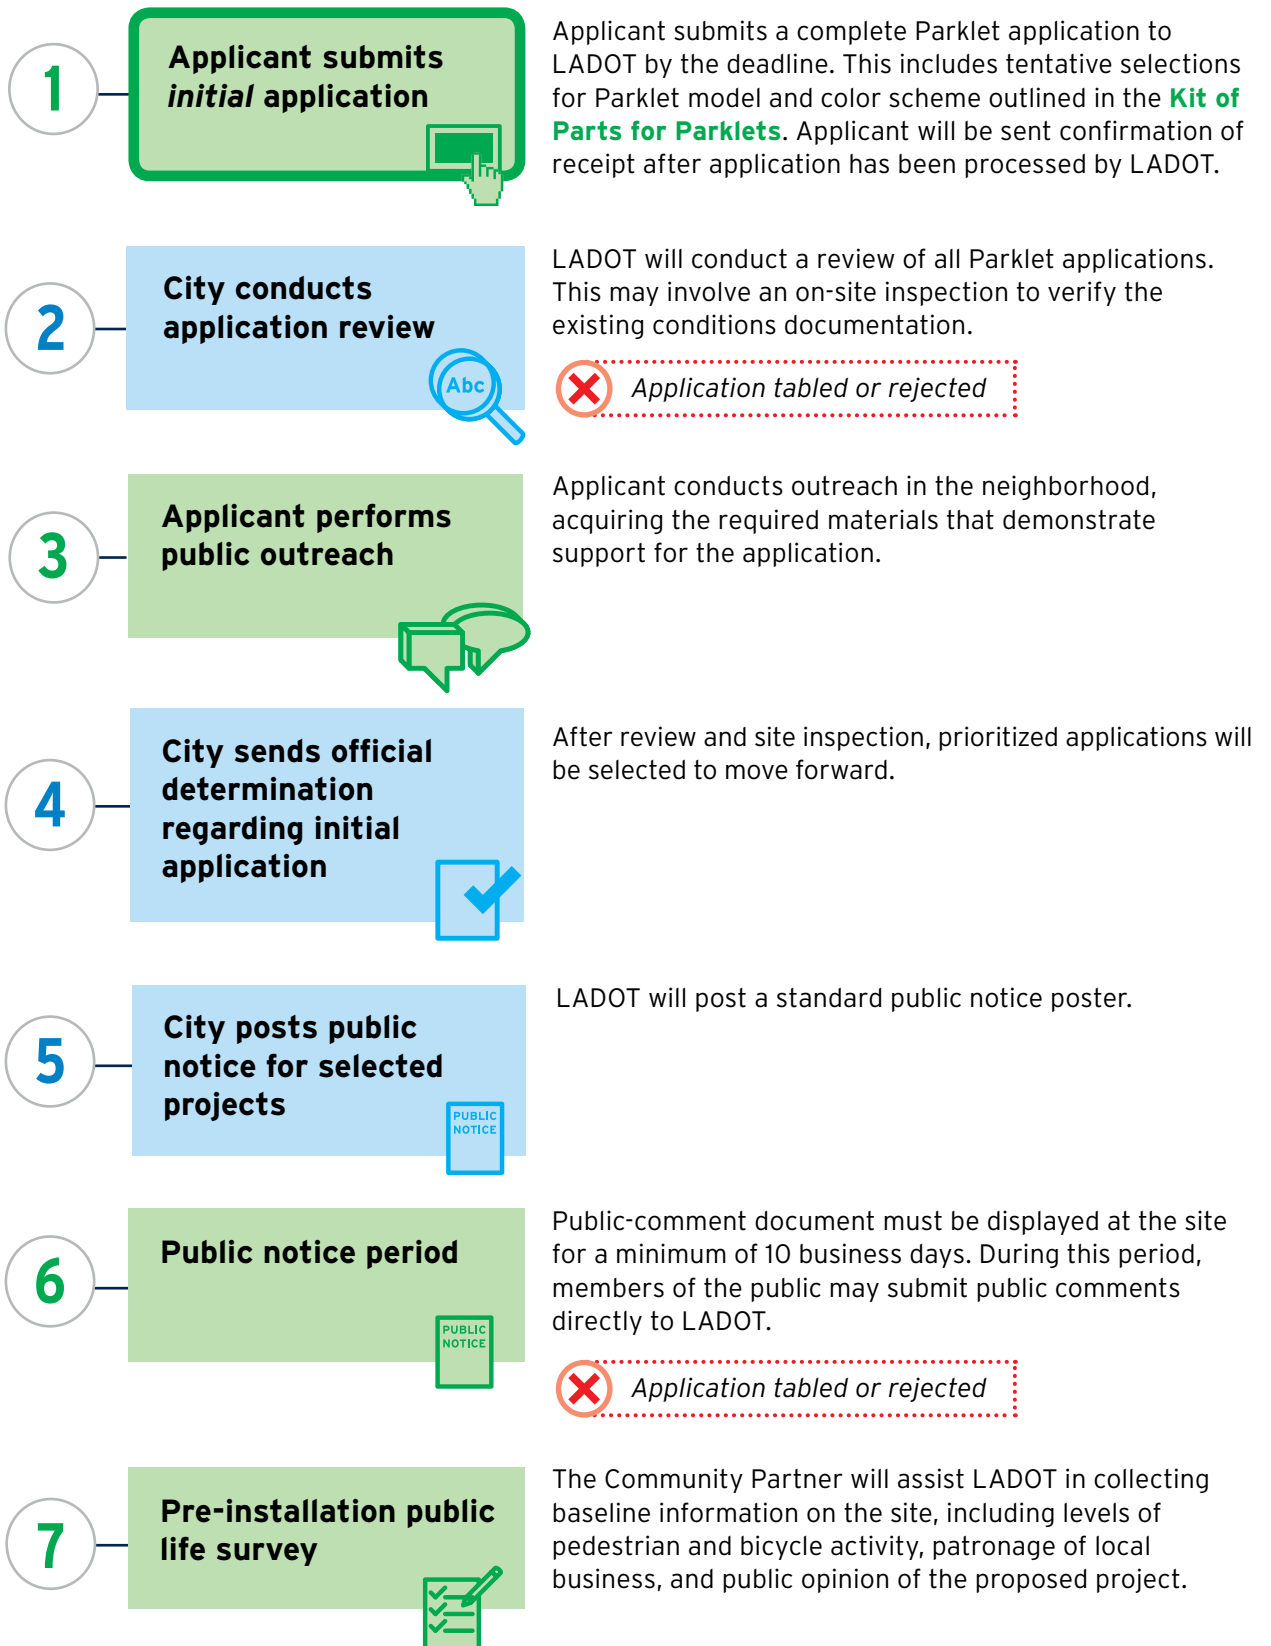 1
Applicant submits
initial application
Applicant submits a complete Parklet application to
LADOT by the deadline. This includes tentative selections
for Parklet model and color scheme outlined in the Kit of
Parts for Parklets. Applicant will be sent confirmation of
receipt after application has been processed by LADOT.
2
City conducts
application review
Abc
LADOT will conduct a review of all Parklet applications.
This may involve an on-site inspection to verify the
existing conditions documentation.
Application tabled or rejected
3
Applicant performs
public outreach
Applicant conducts outreach in the neighborhood,
acquiring the required materials that demonstrate
support for the application.
4
City sends official
determination
regarding initial
application
After review and site inspection, prioritized applications will
be selected to move forward.
5
City posts public
notice for selected
projects
PUBLIC
NOTICE
LADOT will post a standard public notice poster.
6
Public notice period
PUBLIC
NOTICE
Public-comment document must be displayed at the site
for a minimum of 10 business days. During this period,
members of the public may submit public comments
directly to LADOT.
Application tabled or rejected
7
Pre-installation public
life survey
The Community Partner will assist LADOT in collecting
baseline information on the site, including levels of
pedestrian and bicycle activity, patronage of local
business, and public opinion of the proposed project.